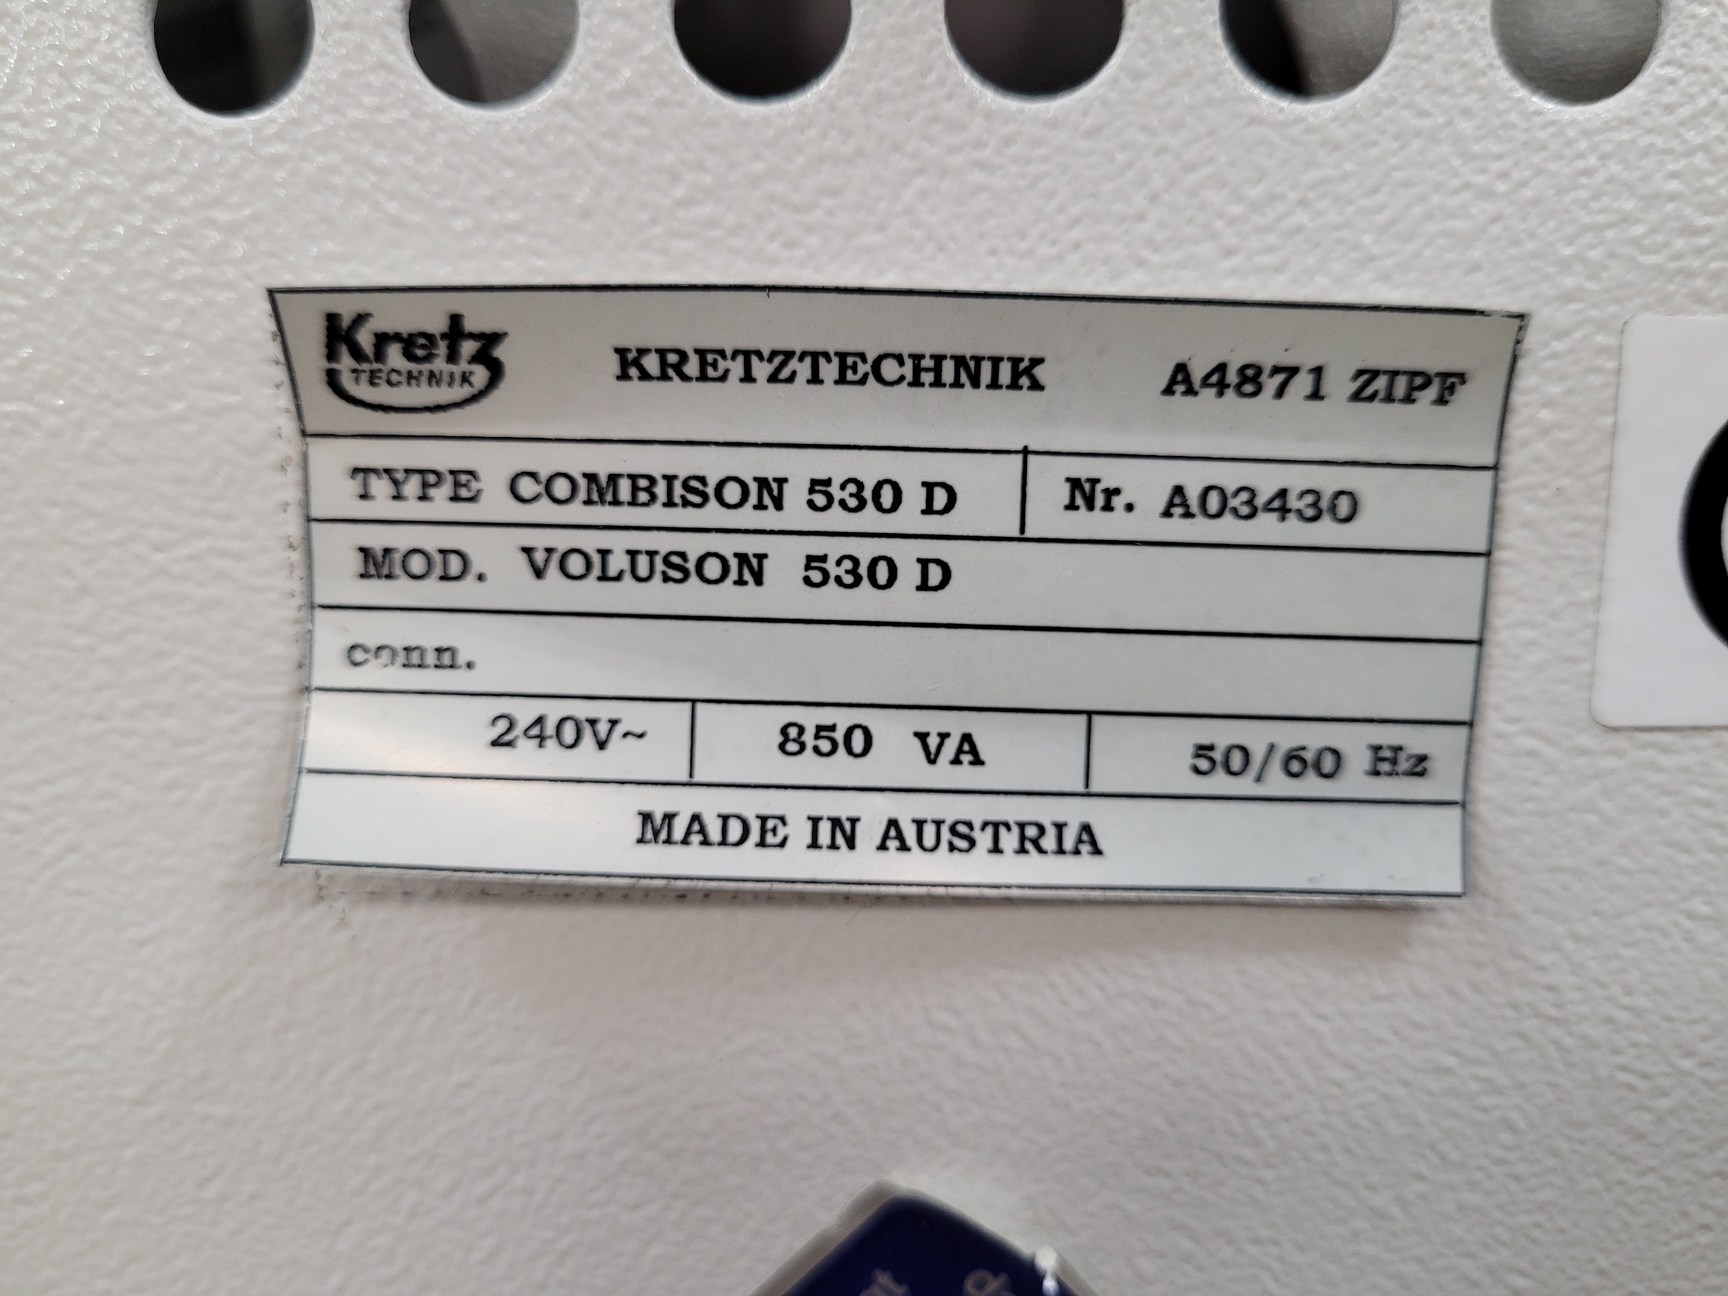 Kretz
TECHNIK
KRETZTECHNIK A4871 ZIPF
TYPE COMBISON 530 D Nr. A03430
MOD. VOLUSON 530 D
conn.
240V~ 850 VA 50/60 Hz
MADE IN AUSTRIA